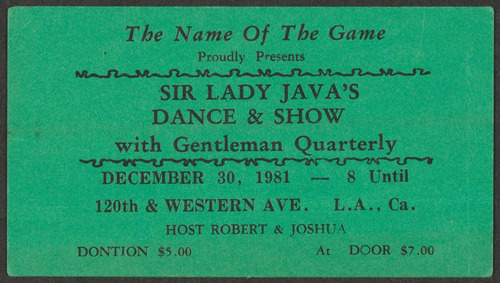 The Name Of The Game
Proudly Presents
SIR LADY JAVA'S
DANCE & SHOW
with Gentleman Quarterly
DECEMBER 30, 1981 — 8 Until
120th & WESTERN AVE. L.A., Ca.
HOST ROBERT & JOSHUA
DONTION $5.00 At DOOR $7.00